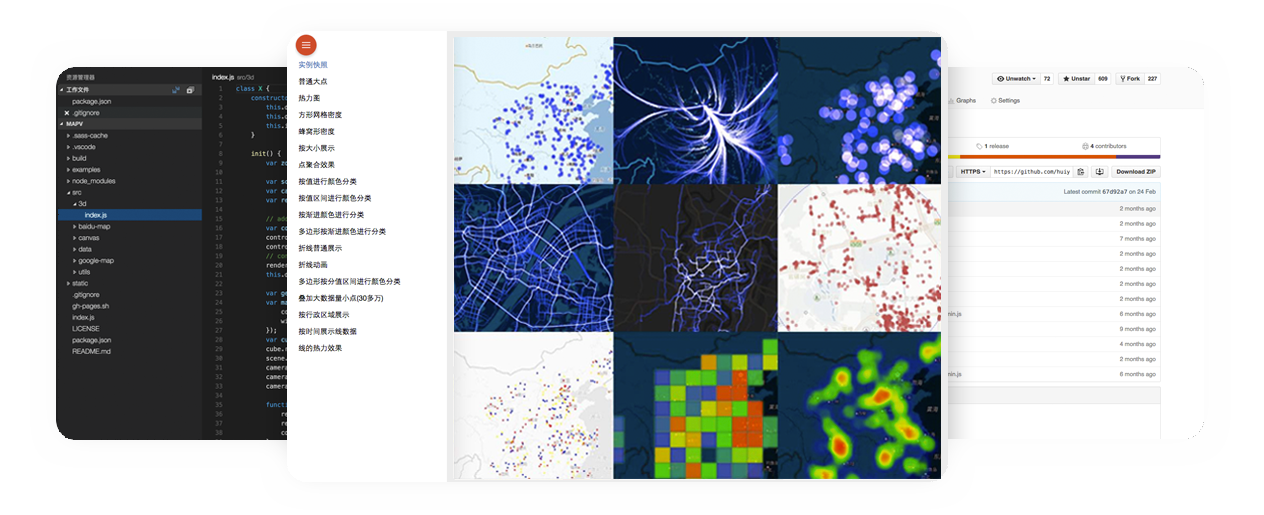 资源管理器
工作文件
package.json
.gitignore
MAPV
.sass-cache
.vscode
build
examples
node_modules
src
3d
index.js
baidu-map
canvas
data
google-map
utils
static
.gitignore
gh-pages.sh
index.js
LICENSE
package.json
README.md
index.js src/3d
1 class X {
2 constructo
3 this.
4 this.
5 this.
6 }
7
8 init() {
9 var zo
10
11 var sc
12 var ca
13 var re
14
15 // add
16 var co
17 contro
18 contro
19 // con
20 render
21 this.
22
23 var ge
24 var ma
25 co
26 wi
27 });
28 var cu
29 cube.
30 scene.
31 camera
32 camera
33 camera
34
35 functi
36 re
37 re
38 co
39
实例快照
普通大点
热力图
方形网格密度
蜂窝形密度
按大小展示
点聚合效果
按值进行颜色分类
按值区间进行颜色分类
按渐进颜色进行分类
多边形按渐进颜色进行分类
折线普通展示
折线动画
多边形按分值区间进行颜色分类
叠加大数据量小点(30多万)
按行政区域展示
按时间展示线数据
线的热力效果
Unwatch 72 Unstar 609 Fork 227
Graphs Settings
1 release 4 contributors
HTTPS https://github.com/huiy Download ZIP
Latest commit 67d92a7 on 24 Feb
2 months ago
2 months ago
7 months ago
2 months ago
2 months ago
2 months ago
2 months ago
min.js 6 months ago
9 months ago
4 months ago
2 months ago
min.js 6 months ago